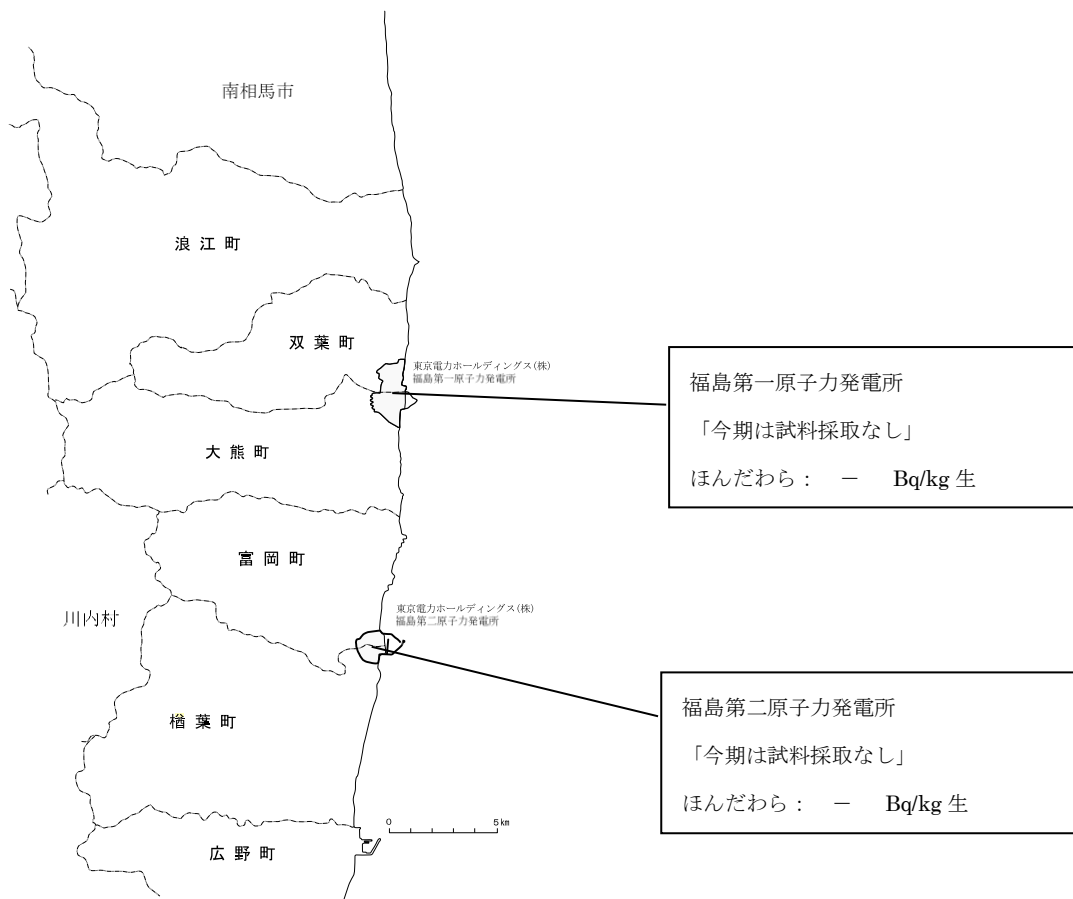 南相馬市
浪 江 町
双 葉 町
東京電力ホールディングス(株)
福島第一原子力発電所
福島第一原子力発電所
「今期は試料採取なし」
ほんだわら： － Bq/kg 生
大 熊 町
富 岡 町
川内村
東京電力ホールディングス(株)
福島第二原子力発電所
福島第二原子力発電所
「今期は試料採取なし」
ほんだわら： － Bq/kg 生
楢 葉 町
0 5km
広 野 町